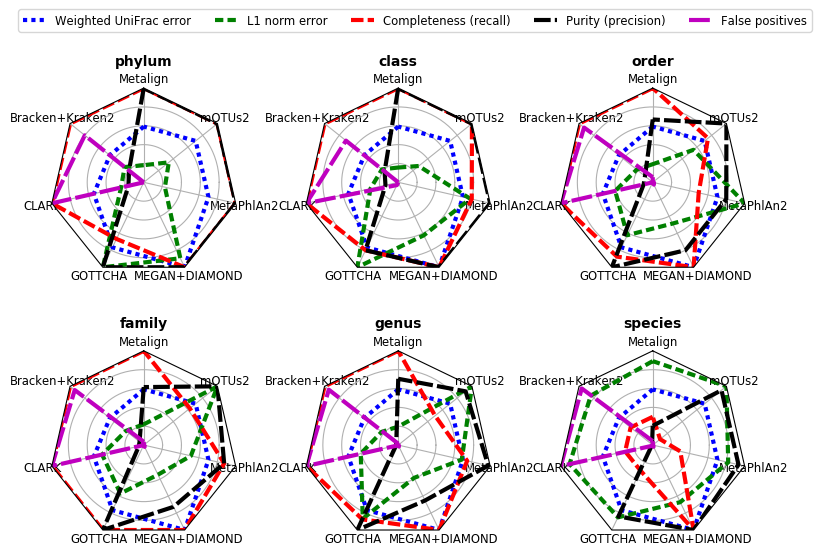 Weighted UniFrac error L1 norm error Completeness (recall) Purity (precision) False positives
phylum class order
Metalign Metalign Metalign
Bracken+Kraken2 mOTUs2 Bracken+Kraken2 mOTUs2 Bracken+Kraken2 mOTUs2
CLARK MetaPhlAn2 CLARK MetaPhlAn2 CLARK MetaPhlAn2
GOTTCHA MEGAN+DIAMOND GOTTCHA MEGAN+DIAMOND GOTTCHA MEGAN+DIAMOND
family genus species
Metalign Metalign Metalign
Bracken+Kraken2 mOTUs2 Bracken+Kraken2 mOTUs2 Bracken+Kraken2 mOTUs2
CLARK MetaPhlAn2 CLARK MetaPhlAn2 CLARK MetaPhlAn2
GOTTCHA MEGAN+DIAMOND GOTTCHA MEGAN+DIAMOND GOTTCHA MEGAN+DIAMOND